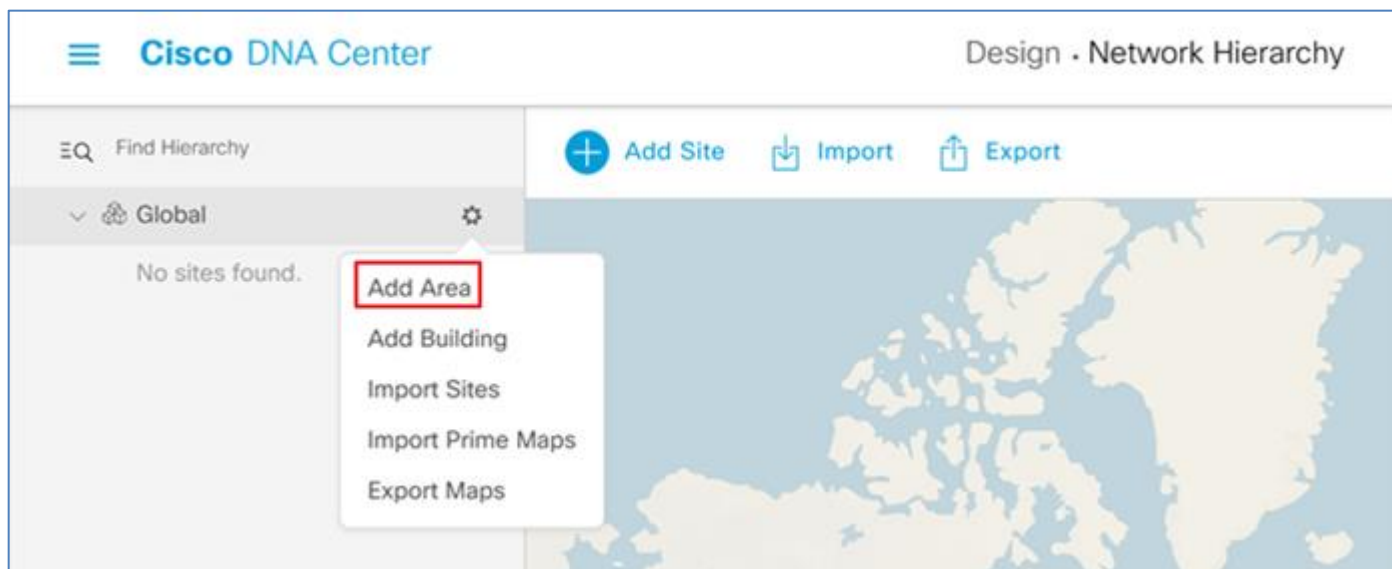 Cisco DNA Center
Design · Network Hierarchy
Find Hierarchy
Add Site
Import
Export
Global
No sites found.
Add Area
Add Building
Import Sites
Import Prime Maps
Export Maps